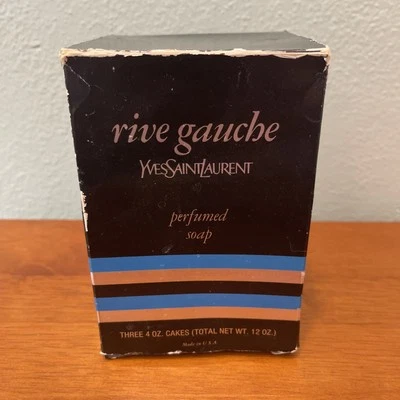 rive gauche
YVESSAINTLAURENT
perfumed
soap
THREE 4 OZ. CAKES (TOTAL NET WT. 12 OZ.)
Made in U.S.A.